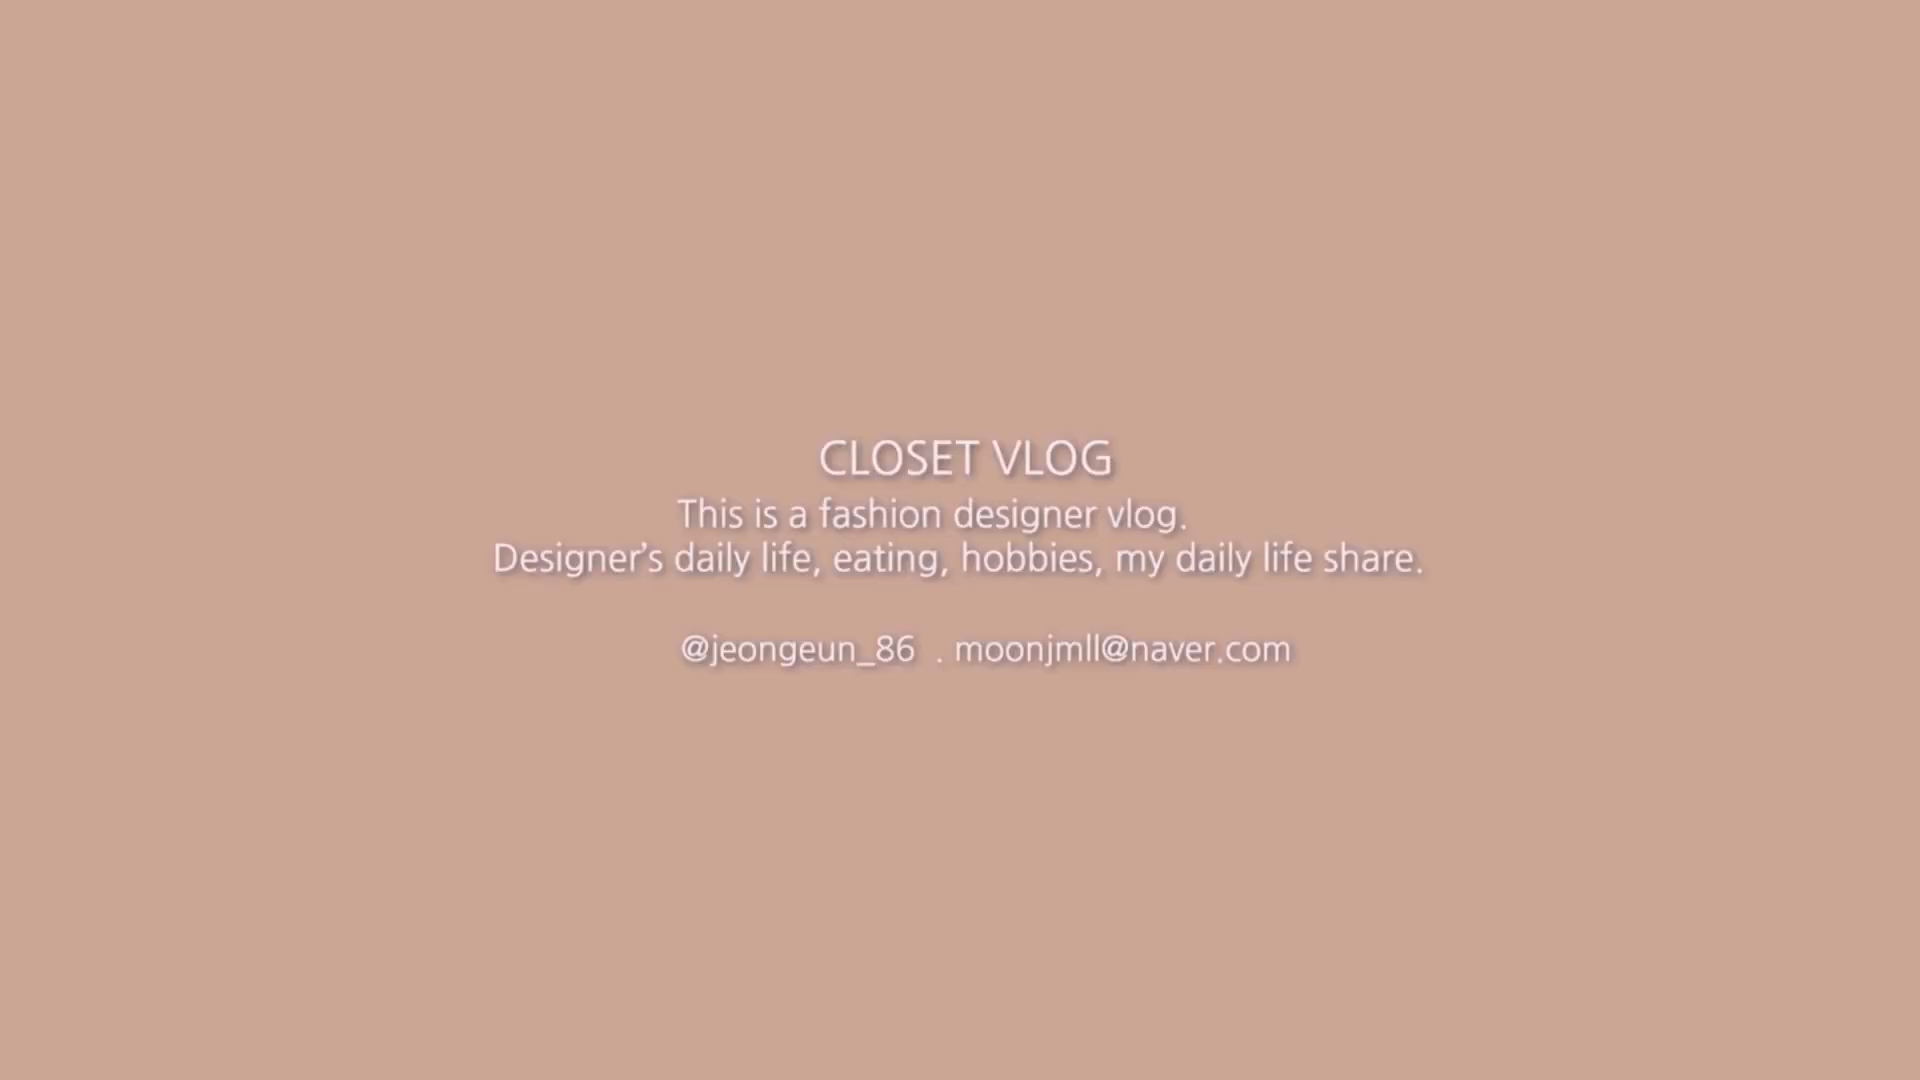 CLOSET VLOG
This is a fashion designer vlog.
Designer’s daily life, eating, hobbies, my daily life share.
@jeongeun_86 . moonjmll@naver.com